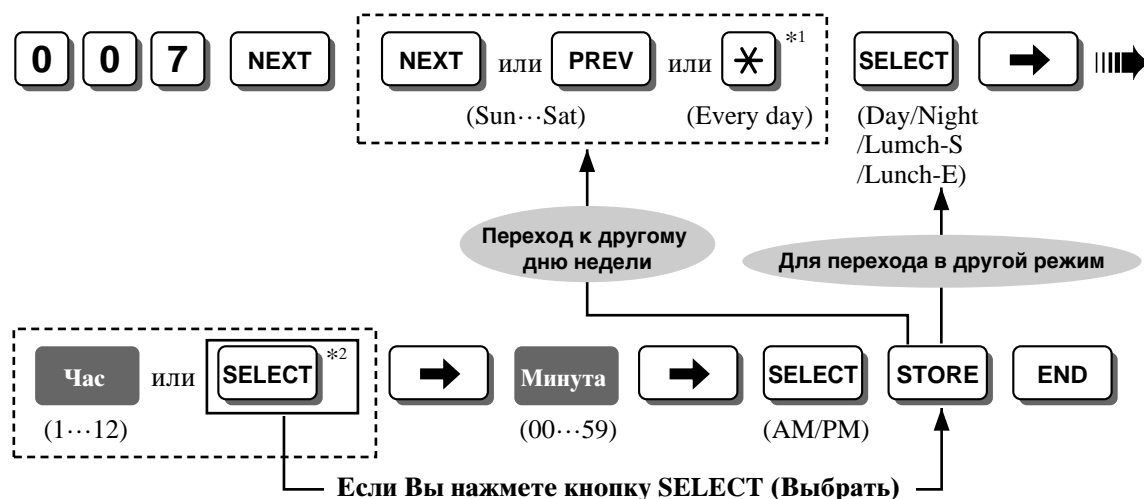 0 0 7 NEXT NEXT или PREV или ✳ *1 SELECT ➡
(Sun···Sat) (Every day) (Day/Night
/Lumch-S
/Lunch-E)
Переход к другому
дню недели
Для перехода в другой режим
Час или SELECT *2 ➡ Минута ➡ SELECT STORE END
(1···12) (00···59) (AM/PM)
Если Вы нажмете кнопку SELECT (Выбрать)